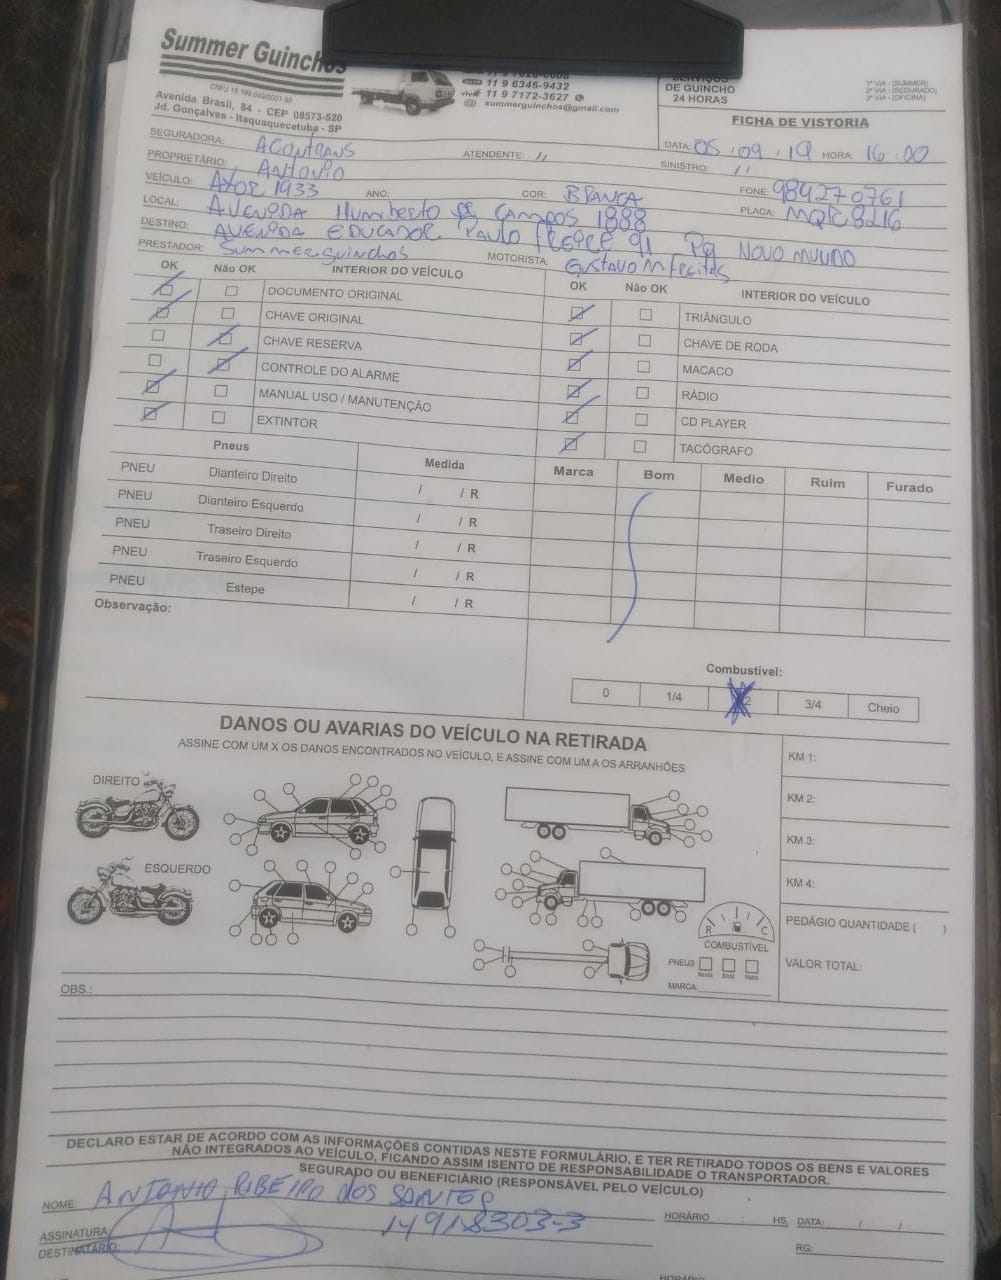 Summer Guinchos
CNPJ 18.190.049/0001-80
Avenida Brasil, 84 - CEP 08573-520
Jd. Gonçalves - Itaquaquecetuba - SP
11 9 6345-9432
vivo 11 9 7172-3627
@ summerguinchos@gmail.com
SERVIÇOS
DE GUINCHO
24 HORAS
1ª VIA - (SUMMER)
2ª VIA - (SEGURADO)
3ª VIA - (OFICINA)
FICHA DE VISTORIA
SEGURADORA: ACONTRANS ATENDENTE: ,, DATA: 05 . 09 . 19 HORA: 16:00
PROPRIETÁRIO: ANTONIO SINISTRO: ,,
VEÍCULO: AXOR 1933 ANO: COR: BRANCA FONE: 984270761
LOCAL: AVENIDA Humberto de Campos 1888 PLACA: MQR8216
DESTINO: AVENIDA EDUCADOR PAULO FREIRE 91 Pq NOVO MUNDO
PRESTADOR: Summerguinchos MOTORISTA: Gustavo M Freitas
OK Não OK INTERIOR DO VEÍCULO OK Não OK INTERIOR DO VEÍCULO
DOCUMENTO ORIGINAL TRIÂNGULO
CHAVE ORIGINAL CHAVE DE RODA
CHAVE RESERVA MACACO
CONTROLE DO ALARME RÁDIO
MANUAL USO / MANUTENÇÃO CD PLAYER
EXTINTOR TACÓGRAFO
Pneus Medida Marca Bom Medio Ruim Furado
PNEU Dianteiro Direito / / R
PNEU Dianteiro Esquerdo / / R
PNEU Traseiro Direito / / R
PNEU Traseiro Esquerdo / / R
PNEU Estepe / / R
Observação:
Combustível:
0 1/4 1/2 3/4 Cheio
DANOS OU AVARIAS DO VEÍCULO NA RETIRADA
ASSINE COM UM X OS DANOS ENCONTRADOS NO VEÍCULO, E ASSINE COM UM A OS ARRANHÕES
DIREITO
ESQUERDO
KM 1:
KM 2:
KM 3:
KM 4:
PEDÁGIO QUANTIDADE ( )
VALOR TOTAL:
R C
COMBUSTÍVEL
PNEUS
MARCA:
OBS.:
DECLARO ESTAR DE ACORDO COM AS INFORMAÇÕES CONTIDAS NESTE FORMULÁRIO, E TER RETIRADO TODOS OS BENS E VALORES
NÃO INTEGRADOS AO VEÍCULO, FICANDO ASSIM ISENTO DE RESPONSABILIDADE O TRANSPORTADOR.
SEGURADO OU BENEFICIÁRIO (RESPONSÁVEL PELO VEÍCULO)
NOME: ANTONIO RIBEIRO DOS SANTOS HORÁRIO : HS. DATA: / /
ASSINATURA: 14918303-3
DESTINATÁRIO: RG:
HORÁRIO